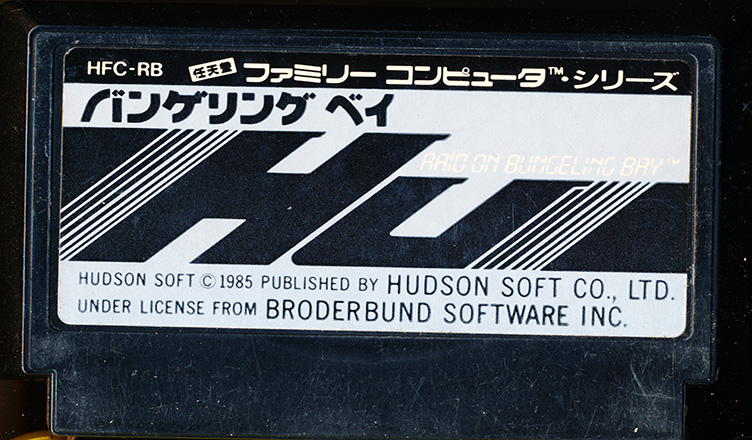 HFC-RB 任天堂 ファミリー コンピュータ™・シリーズ
バンゲリング ベイ
HU
RAID ON BUNGELING BAY™
HUDSON SOFT © 1985 PUBLISHED BY HUDSON SOFT CO., LTD.
UNDER LICENSE FROM BRODERBUND SOFTWARE INC.